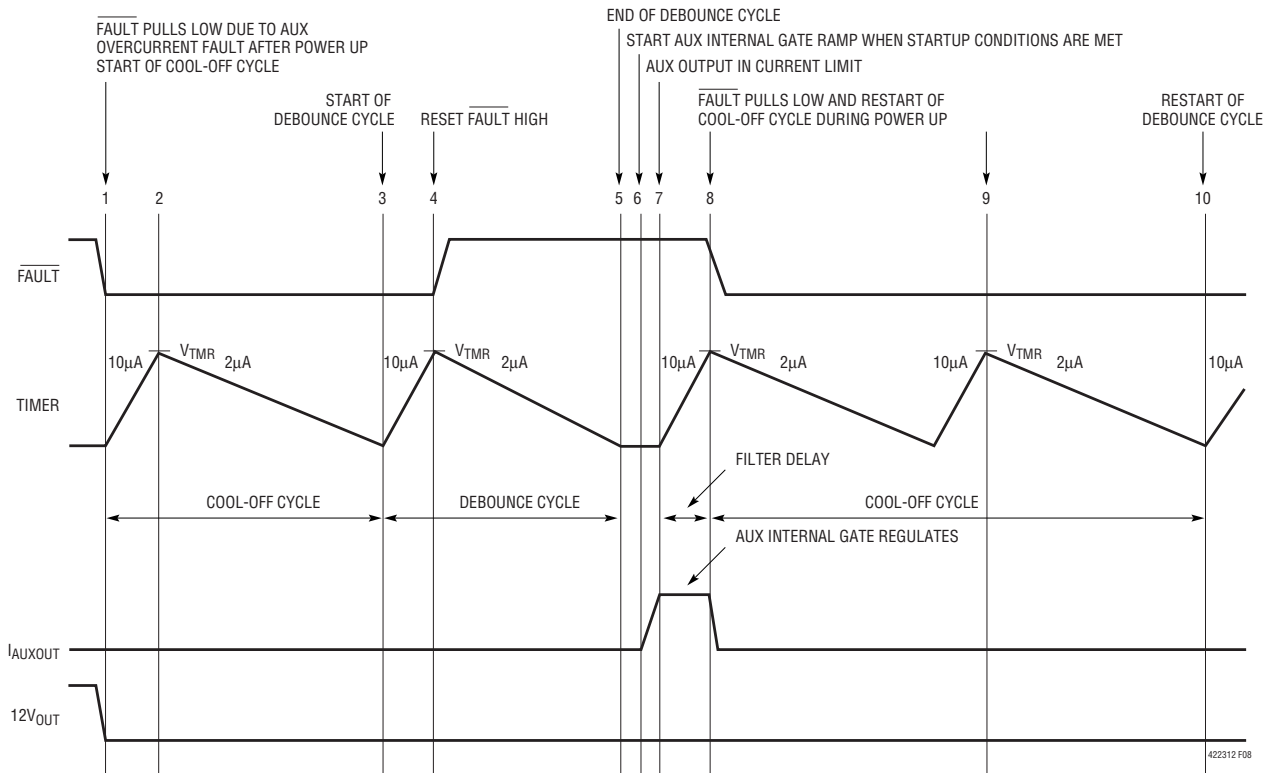 FAULT PULLS LOW DUE TO AUX
OVERCURRENT FAULT AFTER POWER UP
START OF COOL-OFF CYCLE
START OF
DEBOUNCE CYCLE
RESET FAULT HIGH
END OF DEBOUNCE CYCLE
START AUX INTERNAL GATE RAMP WHEN STARTUP CONDITIONS ARE MET
AUX OUTPUT IN CURRENT LIMIT
FAULT PULLS LOW AND RESTART OF
COOL-OFF CYCLE DURING POWER UP
RESTART OF
DEBOUNCE CYCLE
1 2 3 4 5 6 7 8 9 10
FAULT
TIMER
10µA VTMR 2µA 10µA VTMR 2µA 10µA VTMR 2µA 10µA VTMR 2µA 10µA
FILTER DELAY
COOL-OFF CYCLE DEBOUNCE CYCLE COOL-OFF CYCLE
AUX INTERNAL GATE REGULATES
IAUXOUT
12VOUT
422312 F08